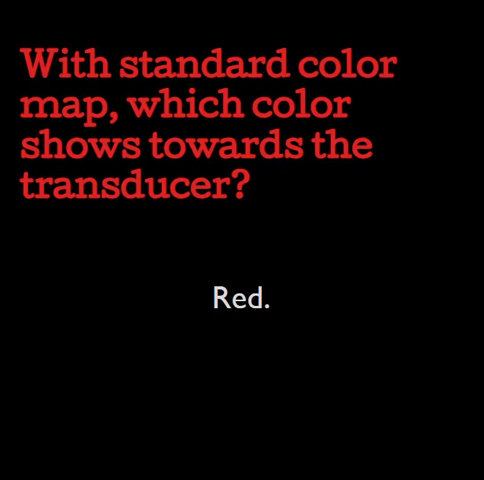 With standard color
map, which color
shows towards the
transducer?
Red.